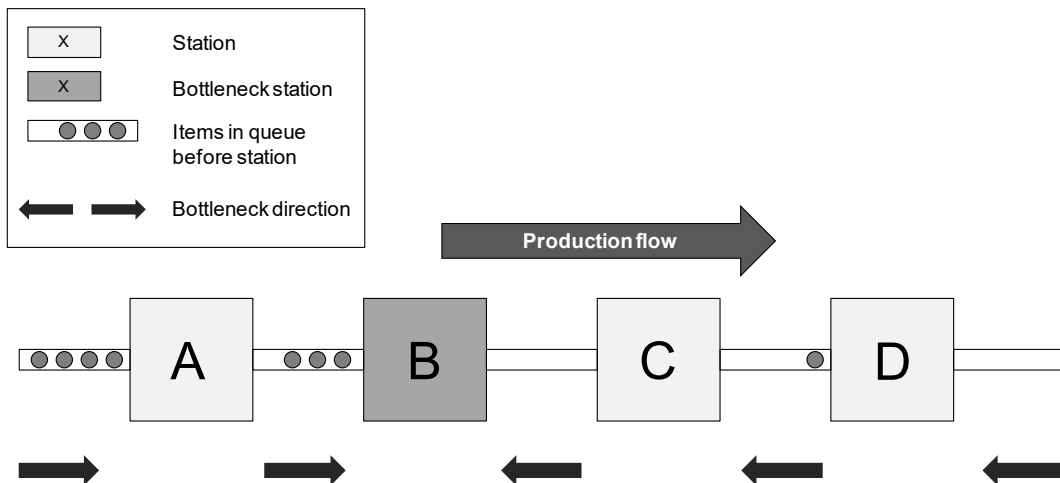 X
Station
X
Bottleneck station
Items in queue
before station
Bottleneck direction
Production flow
A
B
C
D